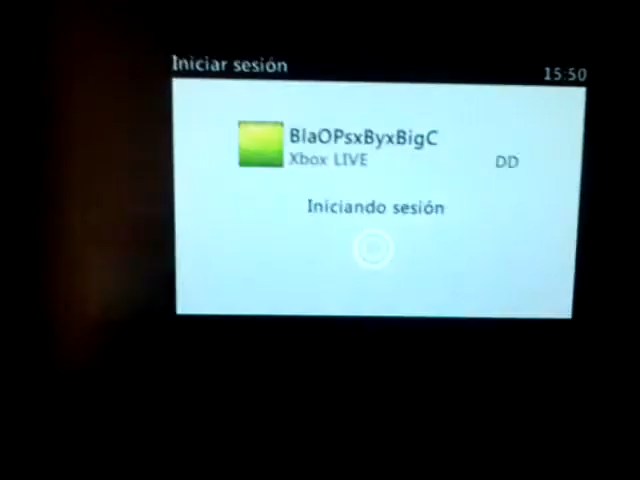 Iniciar sesión
15:50
BlaOPsxByxBigC
Xbox LIVE
DD
Iniciando sesión